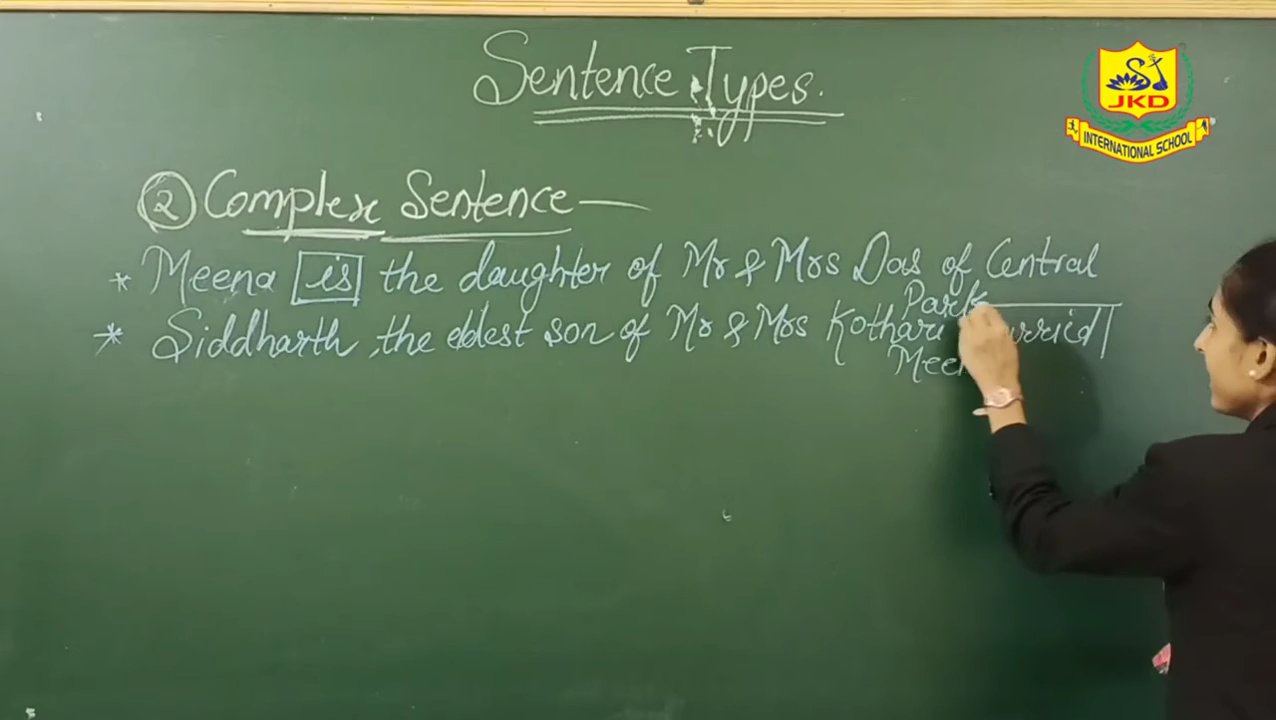 Sentence Types.
② Complex Sentence —
* Meena is the daughter of Mr & Mrs Das of Central
Park
* Siddharth, the eldest son of Mr & Mrs Kothari
JKD
INTERNATIONAL SCHOOL